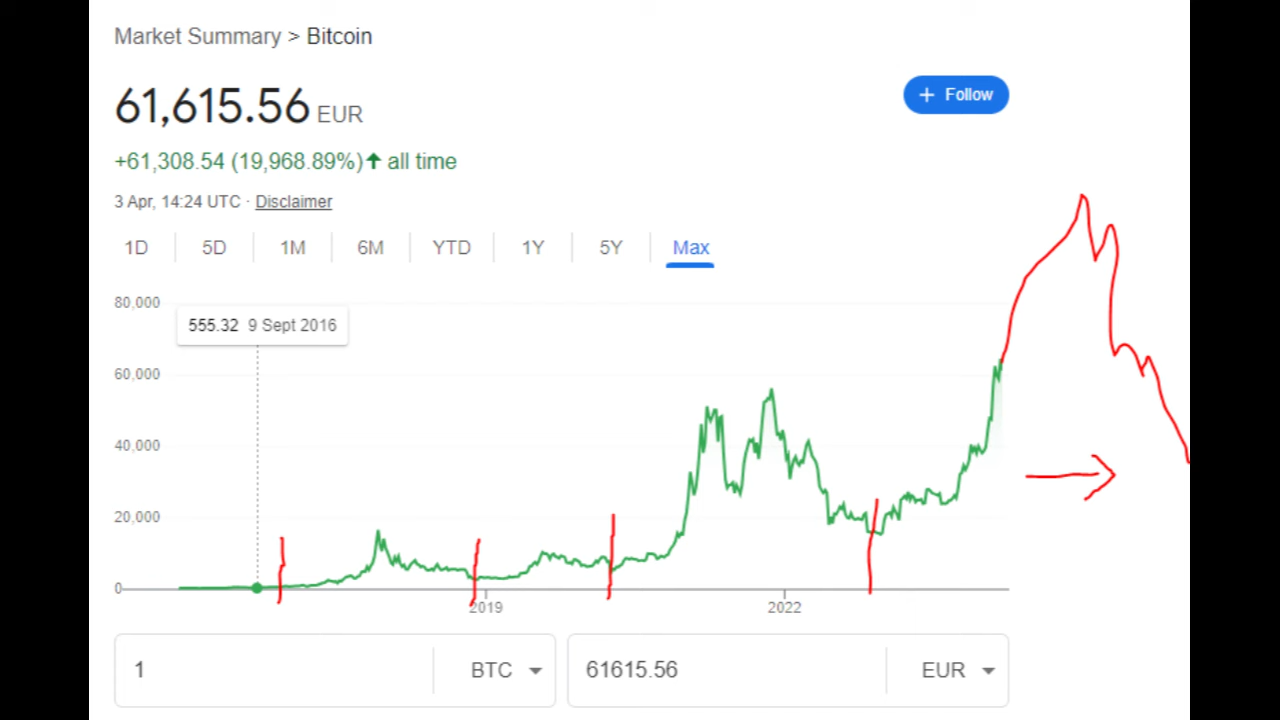 Market Summary > Bitcoin
61,615.56 EUR
+ Follow
+61,308.54 (19,968.89%)↑ all time
3 Apr, 14:24 UTC · Disclaimer
1D 5D 1M 6M YTD 1Y 5Y Max
80,000
555.32 9 Sept 2016
60,000
40,000
20,000
0
2019 2022
1 BTC 61615.56 EUR